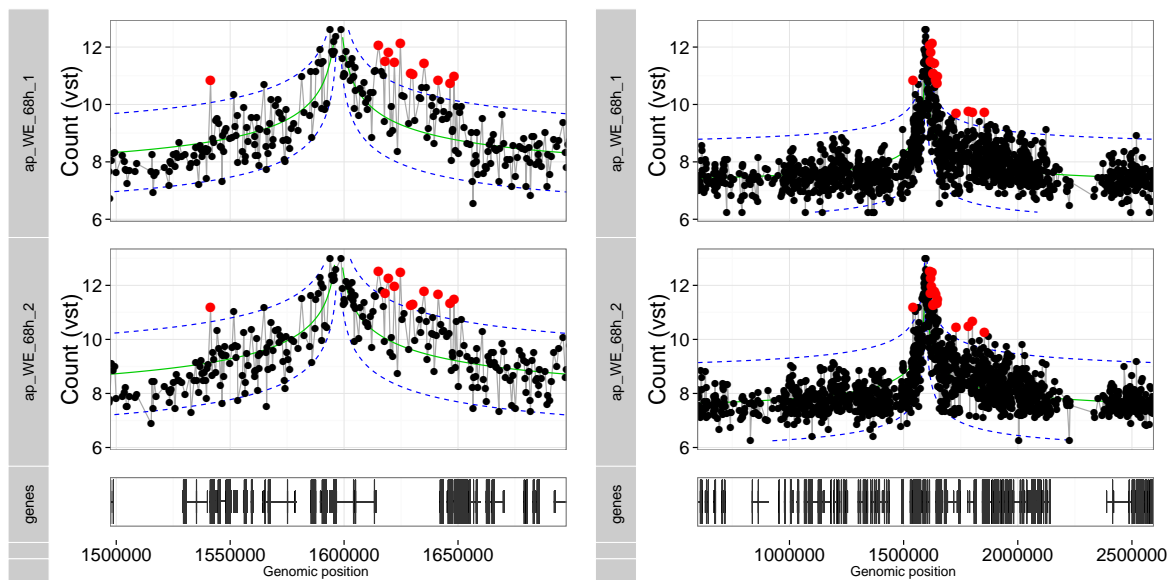 ap_WE_68h_1
Count (vst)
12
10
8
6
ap_WE_68h_2
Count (vst)
12
10
8
6
genes
1500000 1550000 1600000 1650000
Genomic position
ap_WE_68h_1
Count (vst)
12
10
8
6
ap_WE_68h_2
Count (vst)
12
10
8
6
genes
1000000 1500000 2000000 2500000
Genomic position